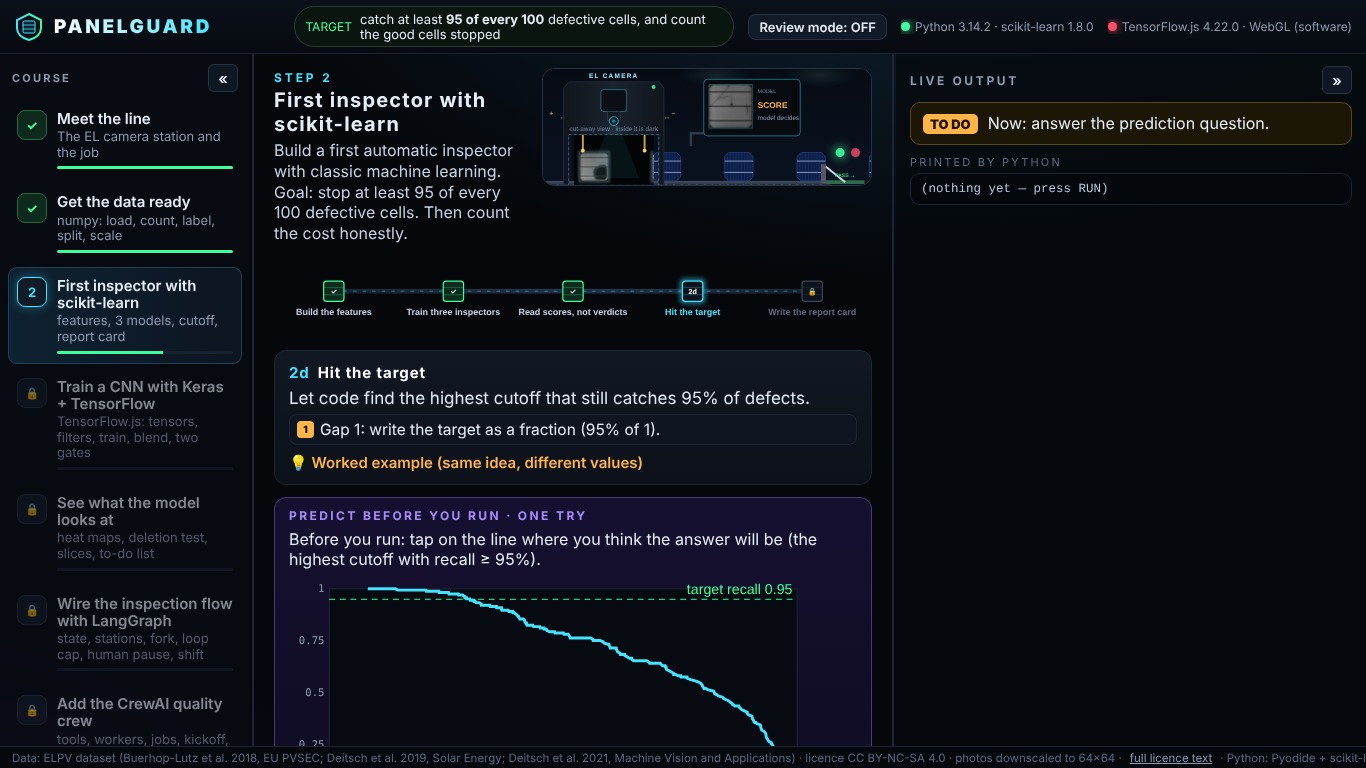 PANELGUARD
TARGET catch at least 95 of every 100 defective cells, and count
the good cells stopped
Review mode: OFF
Python 3.14.2 · scikit-learn 1.8.0
TensorFlow.js 4.22.0 · WebGL (software)
COURSE
«
Meet the line
The EL camera station and
the job
Get the data ready
numpy: load, count, label,
split, scale
2
First inspector with
scikit-learn
features, 3 models, cutoff,
report card
Train a CNN with Keras
+ TensorFlow
TensorFlow.js: tensors,
filters, train, blend, two
gates
See what the model
looks at
heat maps, deletion test,
slices, to-do list
Wire the inspection flow
with LangGraph
state, stations, fork, loop
cap, human pause, shift
Add the CrewAI quality
crew
tools, workers, jobs, kickoff,
STEP 2
First inspector with
scikit-learn
Build a first automatic inspector
with classic machine learning.
Goal: stop at least 95 of every
100 defective cells. Then count
the cost honestly.
EL CAMERA
cut-away view · inside it is dark
MODEL
SCORE
model decides
Build the features
Train three inspectors
Read scores, not verdicts
2d
Hit the target
Write the report card
2d Hit the target
Let code find the highest cutoff that still catches 95% of defects.
1 Gap 1: write the target as a fraction (95% of 1).
💡 Worked example (same idea, different values)
PREDICT BEFORE YOU RUN · ONE TRY
Before you run: tap on the line where you think the answer will be (the
highest cutoff with recall ≥ 95%).
target recall 0.95
1
0.75
0.5
0.25
LIVE OUTPUT
»
TO DO Now: answer the prediction question.
PRINTED BY PYTHON
(nothing yet — press RUN)
Data: ELPV dataset (Buerhop-Lutz et al. 2018, EU PVSEC; Deitsch et al. 2019, Solar Energy; Deitsch et al. 2021, Machine Vision and Applications) · licence CC BY-NC-SA 4.0 · photos downscaled to 64×64 · full licence text · Python: Pyodide + scikit-